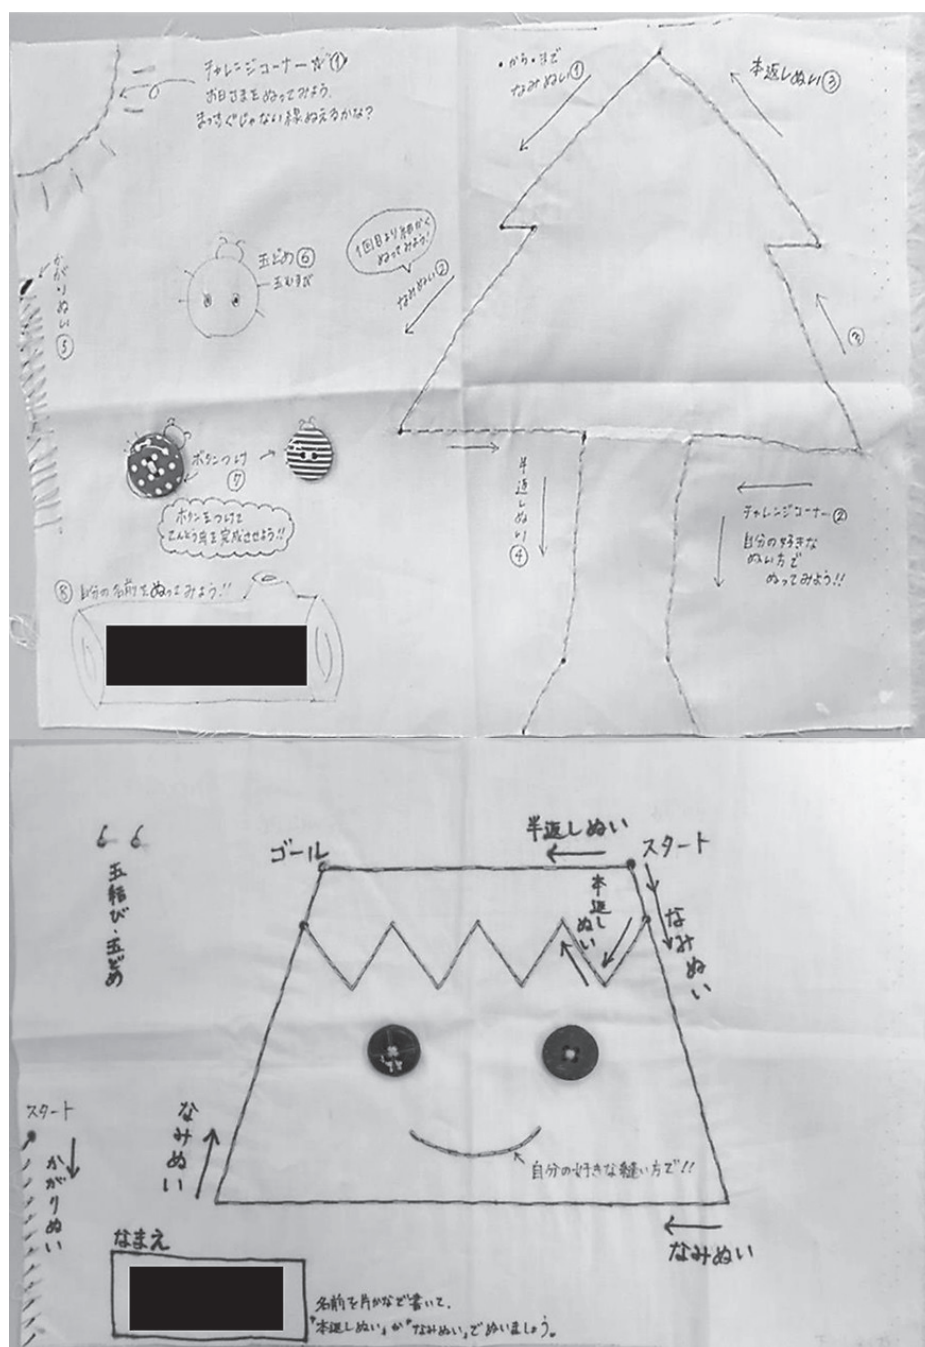 チャレンジコーナー☆①
お日さまをぬってみよう。
まっすぐじゃない線ぬえるかな?
・から・まで
なみぬい①
本返しぬい③
1回目より細かく
ぬってみよう!
なみぬい②
玉どめ⑥
玉むすび
かがりぬい⑤
③
ボタンつけ
⑦
ボタンをつけて
てんとう虫を完成させよう!!
半返しぬい④
チャレンジコーナー②
自分の好きな
ぬい方で
ぬってみよう!!
⑧自分の名前をぬってみよう!!
玉結び・玉どめ
ゴール
半返しぬい
スタート
本返しぬい
なみぬい
スタート
かがりぬい
なみぬい
自分の好きな縫い方で!!
なみぬい
なまえ
名前を片かなで書いて、
"本返しぬい"か"なみぬい"でぬいましょう。